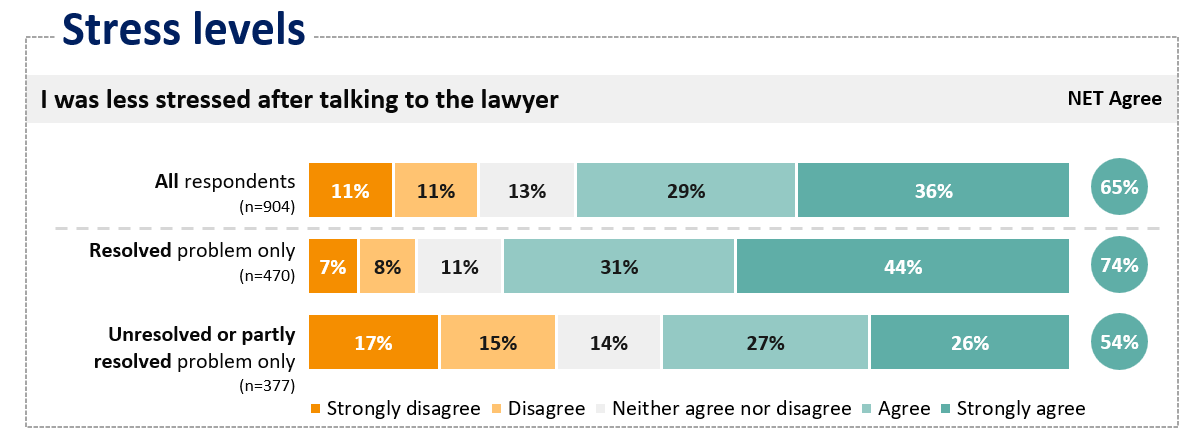 Stress levels
I was less stressed after talking to the lawyer NET Agree
All respondents
(n=904)
11% 11% 13% 29% 36% 65%
Resolved problem only
(n=470)
7% 8% 11% 31% 44% 74%
Unresolved or partly
resolved problem only
(n=377)
17% 15% 14% 27% 26% 54%
Strongly disagree Disagree Neither agree nor disagree Agree Strongly agree